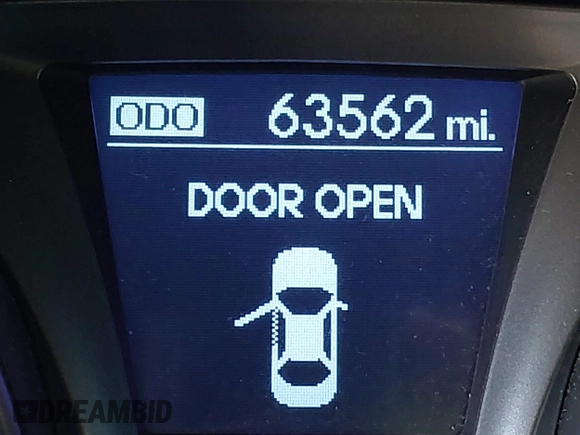 ODO 63562 mi.
DOOR OPEN
DREAMBID